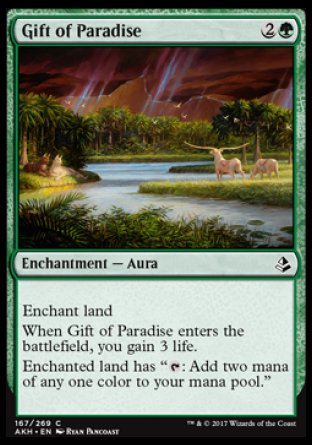 Gift of Paradise 2
Enchantment — Aura
Enchant land
When Gift of Paradise enters the
battlefield, you gain 3 life.
Enchanted land has “: Add two mana
of any one color to your mana pool.”
167/269 C
AKH • EN Ryan Pancoast
™ & © 2017 Wizards of the Coast